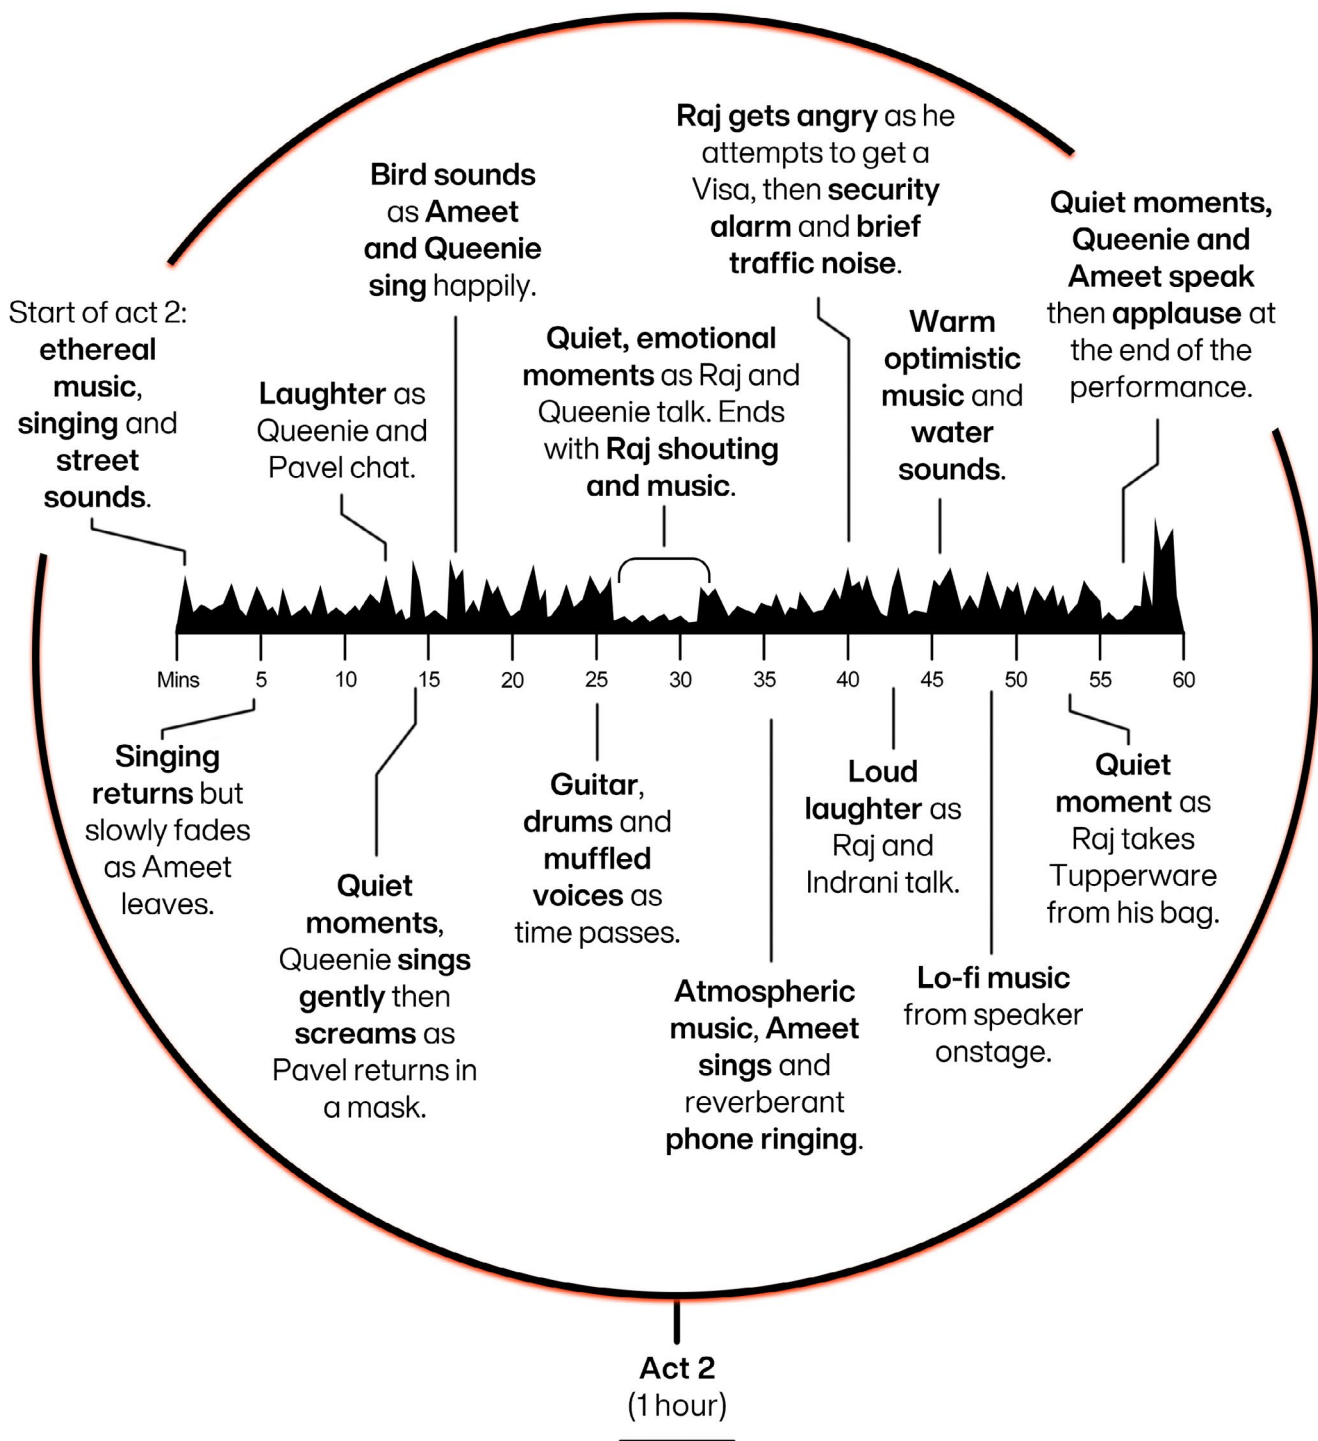 Raj gets angry as he
attempts to get a
Visa, then security
alarm and brief
traffic noise.
Bird sounds
as Ameet
and Queenie
sing happily.
Quiet moments,
Queenie and
Ameet speak
then applause at
the end of the
performance.
Start of act 2:
ethereal
music,
singing and
street
sounds.
Laughter as
Queenie and
Pavel chat.
Quiet, emotional
moments as Raj and
Queenie talk. Ends
with Raj shouting
and music.
Warm
optimistic
music and
water
sounds.
Mins 5 10 15 20 25 30 35 40 45 50 55 60
Singing
returns but
slowly fades
as Ameet
leaves.
Quiet
moments,
Queenie sings
gently then
screams as
Pavel returns in
a mask.
Guitar,
drums and
muffled
voices as
time passes.
Atmospheric
music, Ameet
sings and
reverberant
phone ringing.
Loud
laughter as
Raj and
Indrani talk.
Lo-fi music
from speaker
onstage.
Quiet
moment as
Raj takes
Tupperware
from his bag.
Act 2
(1 hour)